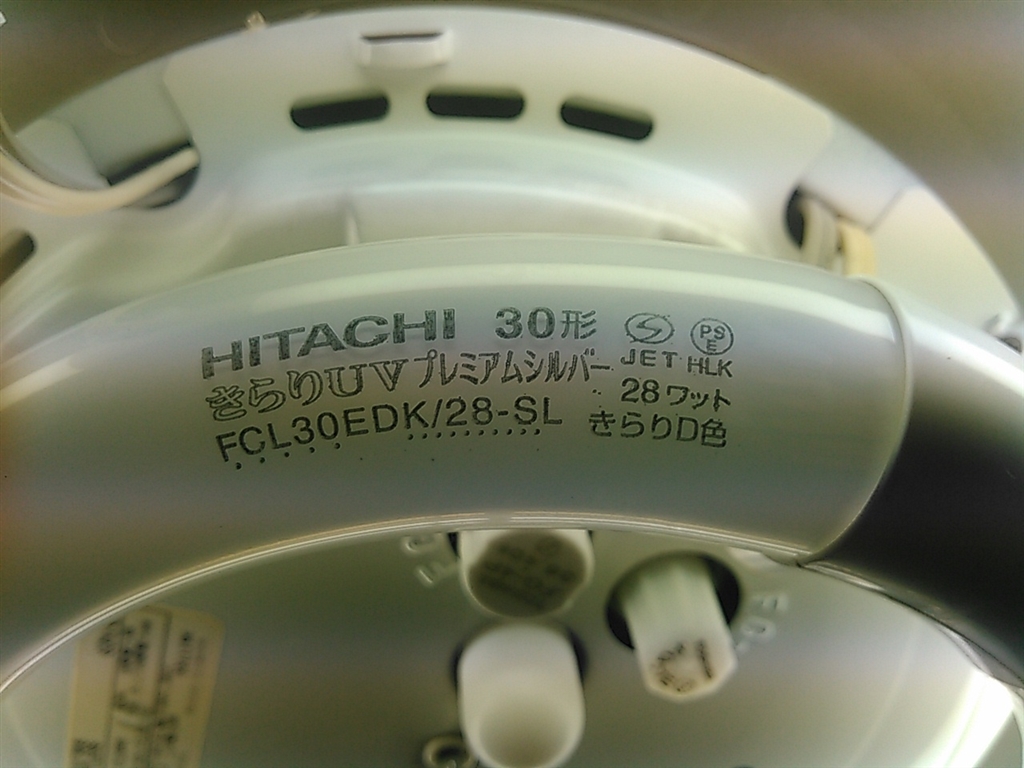 HITACHI 30形
PS E
JET HLK
きらりUVプレミアムシルバー
28ワット
FCL30EDK/28-SL
きらりD色